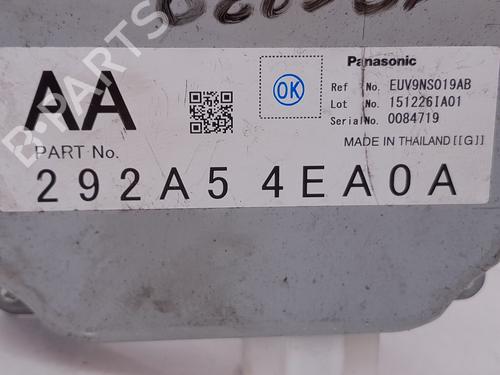 B-PARTS
Panasonic
AA
OK
Ref No. EUV9NS019AB
Lot No. 151226IA01
Serial No. 0084719
PART No.
MADE IN THAILAND [[G]]
292A5 4EA0A